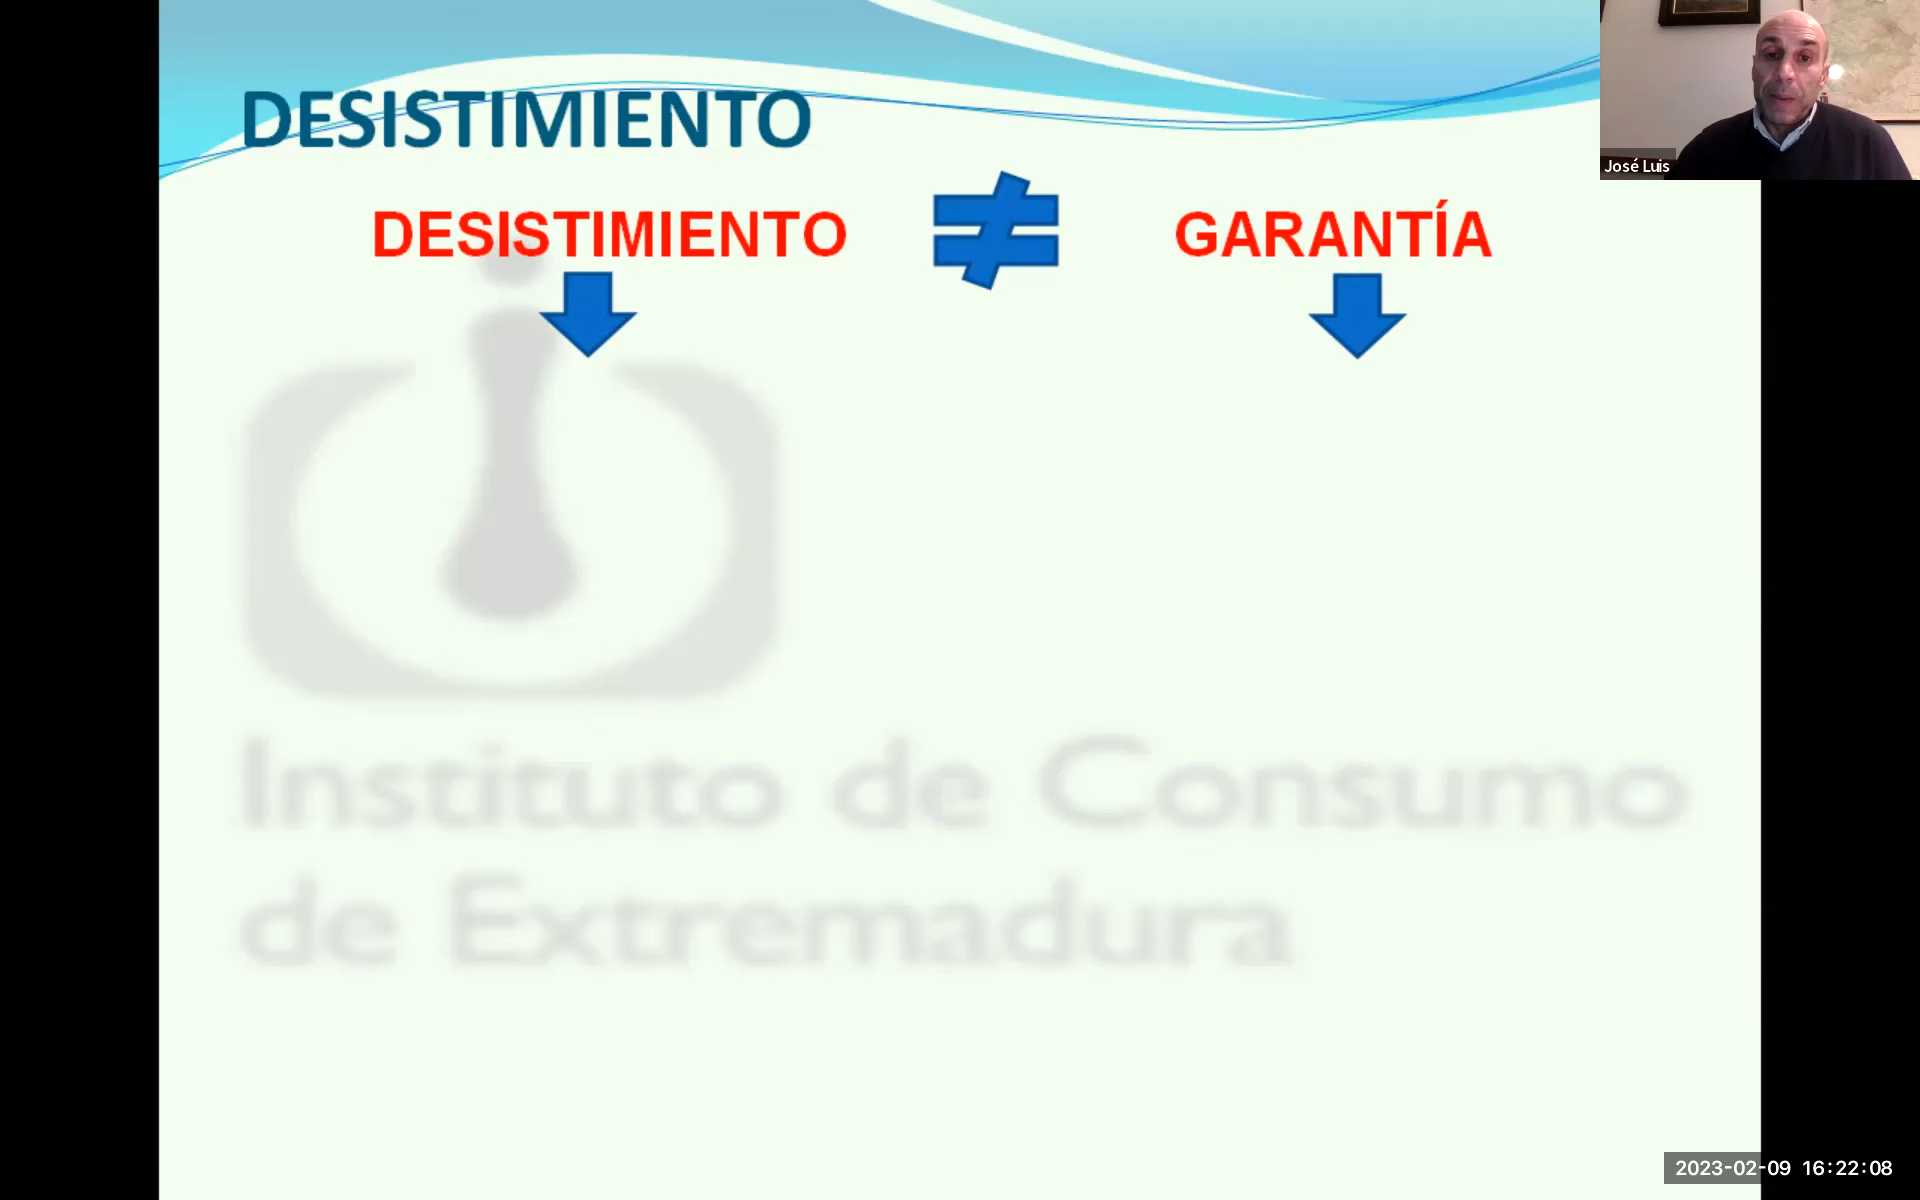 DESISTIMIENTO
José Luis
DESISTIMIENTO ≠ GARANTÍA
Instituto de Consumo
de Extremadura
2023-02-09 16:22:08